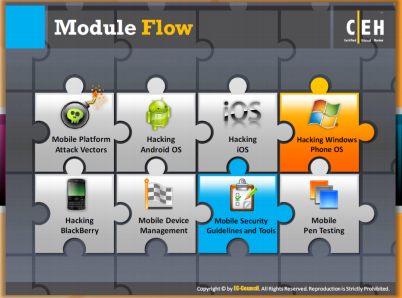 Module Flow
CEH
Certified Ethical Hacker
Mobile Platform
Attack Vectors
Hacking
Android OS
iOS
Hacking
iOS
Hacking Windows
Phone OS
Hacking
BlackBerry
Mobile Device
Management
Mobile Security
Guidelines and Tools
Mobile
Pen Testing
Copyright © by EC-Council. All Rights Reserved. Reproduction is Strictly Prohibited.